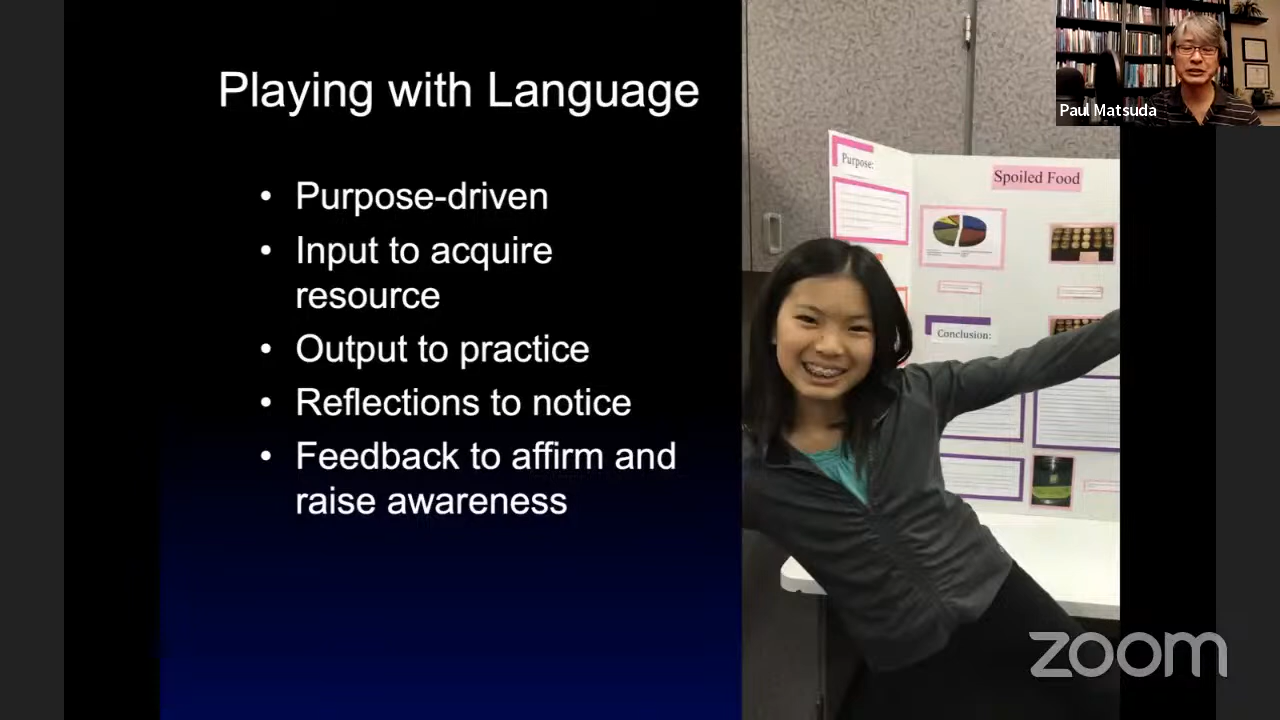 Playing with Language
• Purpose-driven
• Input to acquire
resource
• Output to practice
• Reflections to notice
• Feedback to affirm and
raise awareness
Purpose:
Spoiled Food
Conclusion:
Paul Matsuda
zoom